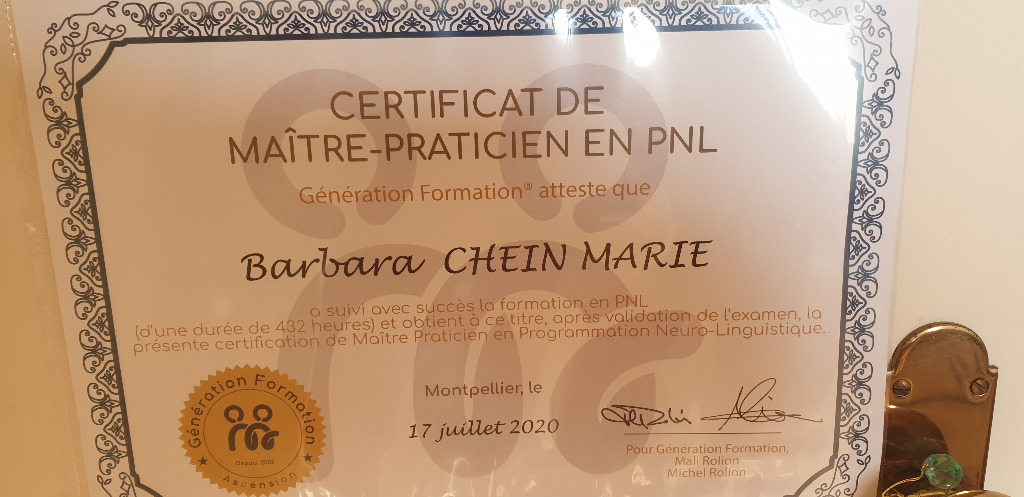 CERTIFICAT DE
MAÎTRE-PRATICIEN EN PNL
Génération Formation® atteste que
Barbara CHEIN MARIE
a suivi avec succès la formation en PNL
(d'une durée de 432 heures) et obtient à ce titre, après validation de l'examen, la
présente certification de Maître Praticien en Programmation Neuro-Linguistique.
Génération Formation
Depuis 2002
★ Ascension ★
Montpellier, le
17 juillet 2020
Pour Génération Formation,
Mali Rolion
Michel Rolion